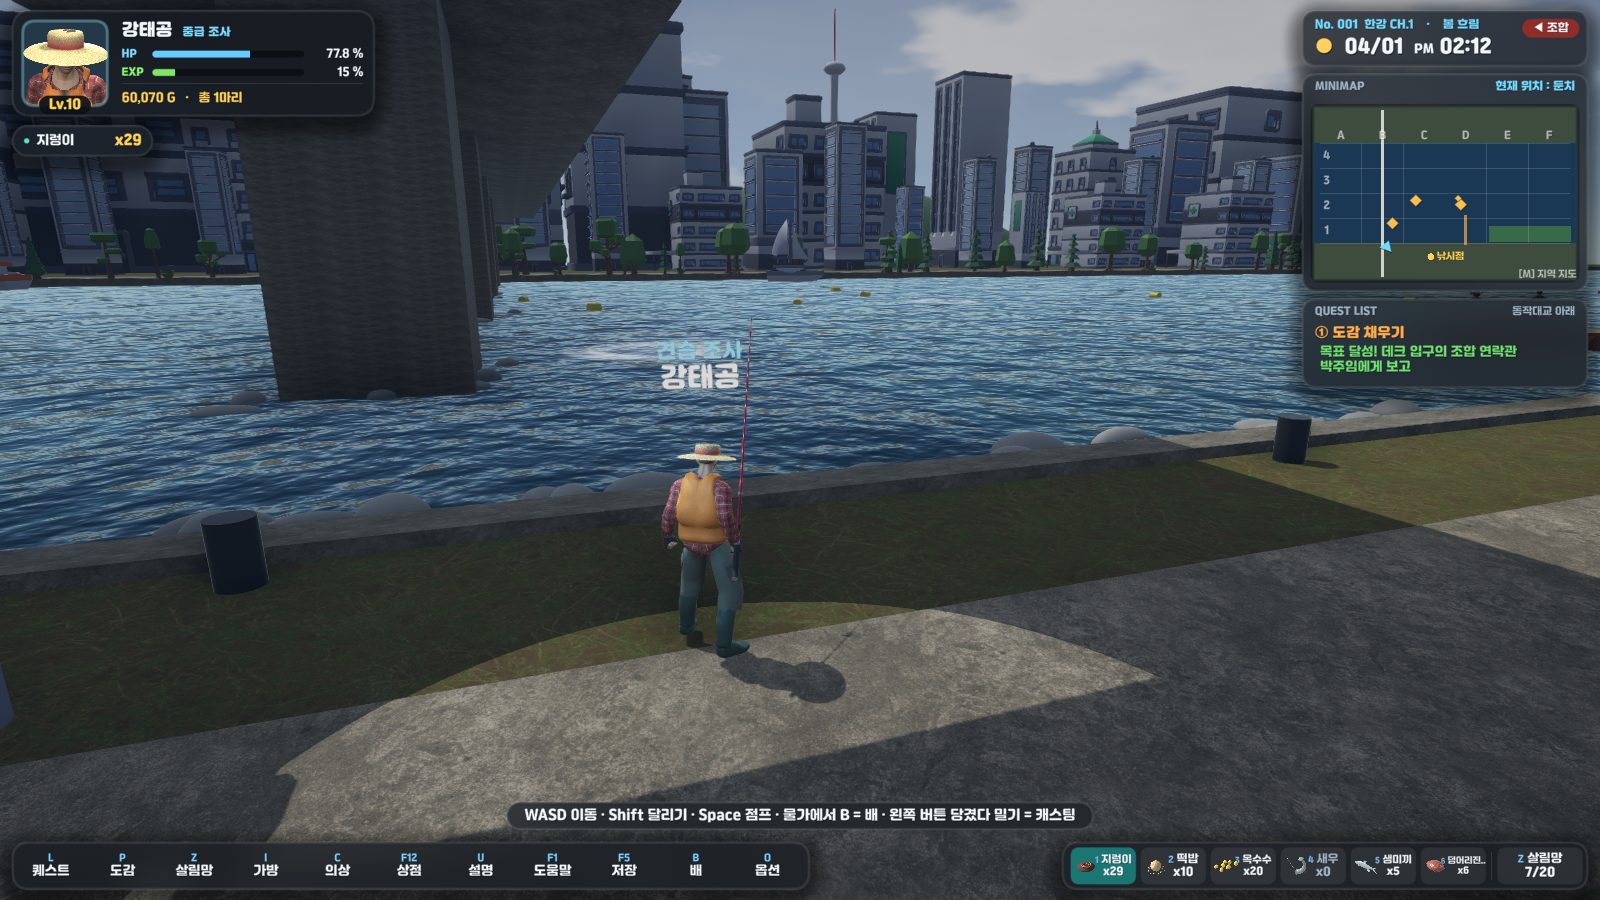 강태공 중급 조사
HP 77.8 %
EXP 15 %
Lv.10
60,070 G · 총 1마리
지렁이 x29
No. 001 한강 CH.1 · 봄 흐림
◀ 조합
04/01 PM 02:12
MINIMAP 현재 위치 : 둔치
A B C D E F
4
3
2
1
낚시점
[M] 지역 지도
QUEST LIST 동작대교 아래
① 도감 채우기
목표 달성! 데크 입구의 조합 연락관
박주임에게 보고
견습 조사
강태공
WASD 이동 · Shift 달리기 · Space 점프 · 물가에서 B = 배 · 왼쪽 버튼 당겼다 밀기 = 캐스팅
L 퀘스트
P 도감
Z 살림망
I 가방
C 의상
F12 상점
U 설명
F1 도움말
F5 저장
B 배
O 옵션
1 지렁이 x29
2 떡밥 x10
3 옥수수 x20
4 새우 x0
5 생미끼 x5
6 덩어리진.. x6
Z 살림망 7/20